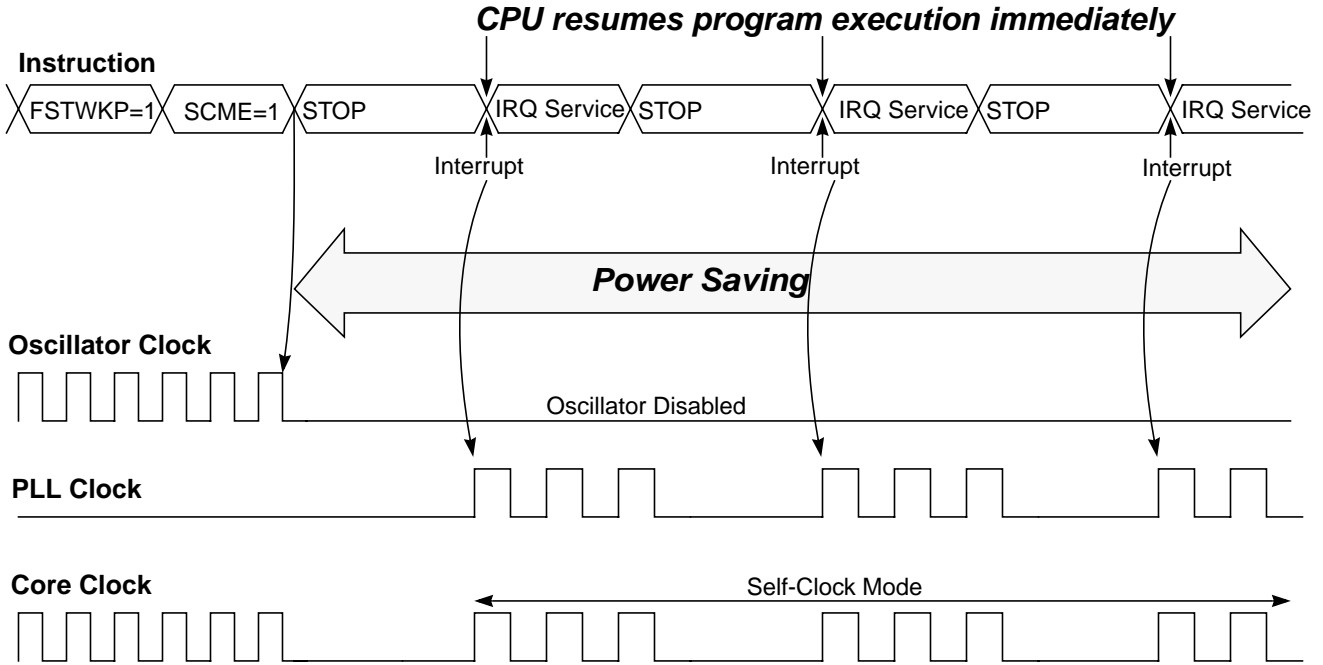 CPU resumes program execution immediately
Instruction
FSTWKP=1 SCME=1 STOP IRQ Service STOP IRQ Service STOP IRQ Service
Interrupt Interrupt Interrupt
Power Saving
Oscillator Clock
Oscillator Disabled
PLL Clock
Core Clock
Self-Clock Mode